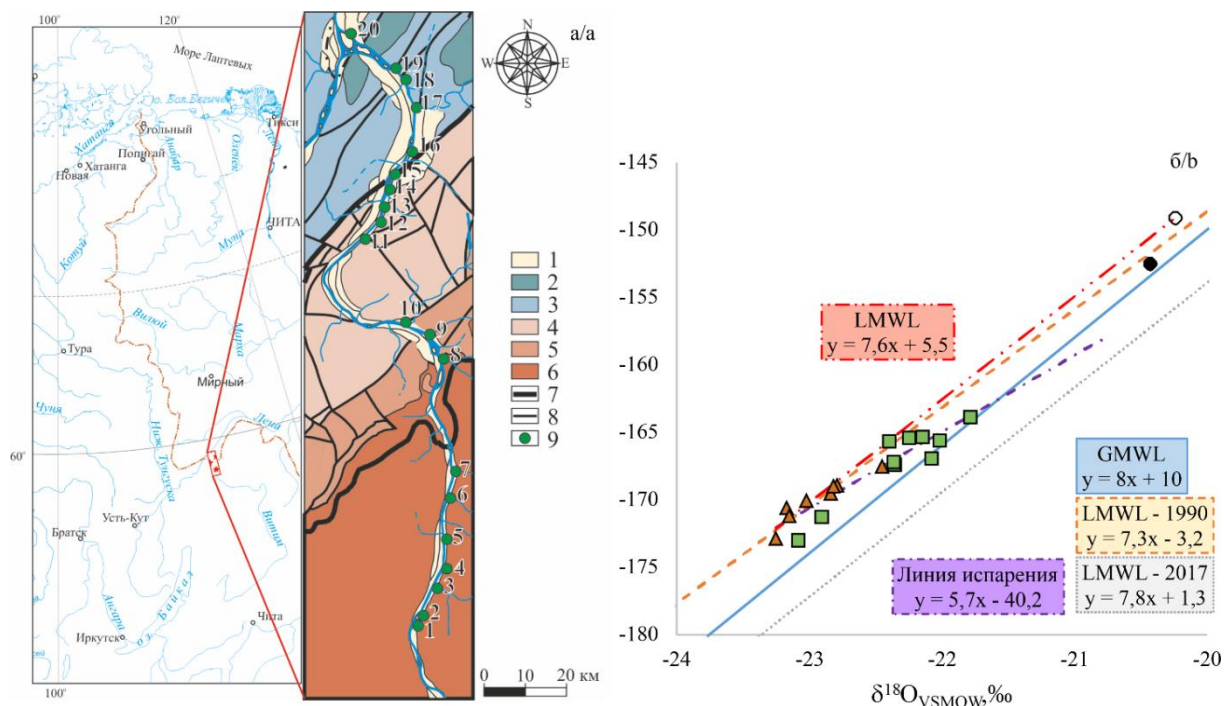 100°
120°
а/а
N
W
E
S
Море Лаптевых
о. Бол. Бегичев
Тикси
Угольный
Хатанга
Анабар
Попигай
Хатанга
Новая
Оленек
ЧИТА
Муна
Котуй
Вилюй
Марха
Тура
Мирный
Чуня
Лена
60°
Ниж. Тунгуска
Усть-Кут
Братск
Витим
Ангара
оз. Байкал
Чита
Иркутск
100°
20
19
18
17
16
15
14
13
12
11
10
9
8
7
6
5
4
3
2
1
1
2
3
4
5
6
7
8
9
0 10 20
км
б/b
-145
-150
-155
-160
-165
-170
-175
-180
LMWL
y = 7,6x + 5,5
GMWL
y = 8x + 10
LMWL - 1990
y = 7,3x - 3,2
LMWL - 2017
y = 7,8x + 1,3
Линия испарения
y = 5,7x - 40,2
-24 -23 -22 -21 -20
δ¹⁸O VSMOW,‰